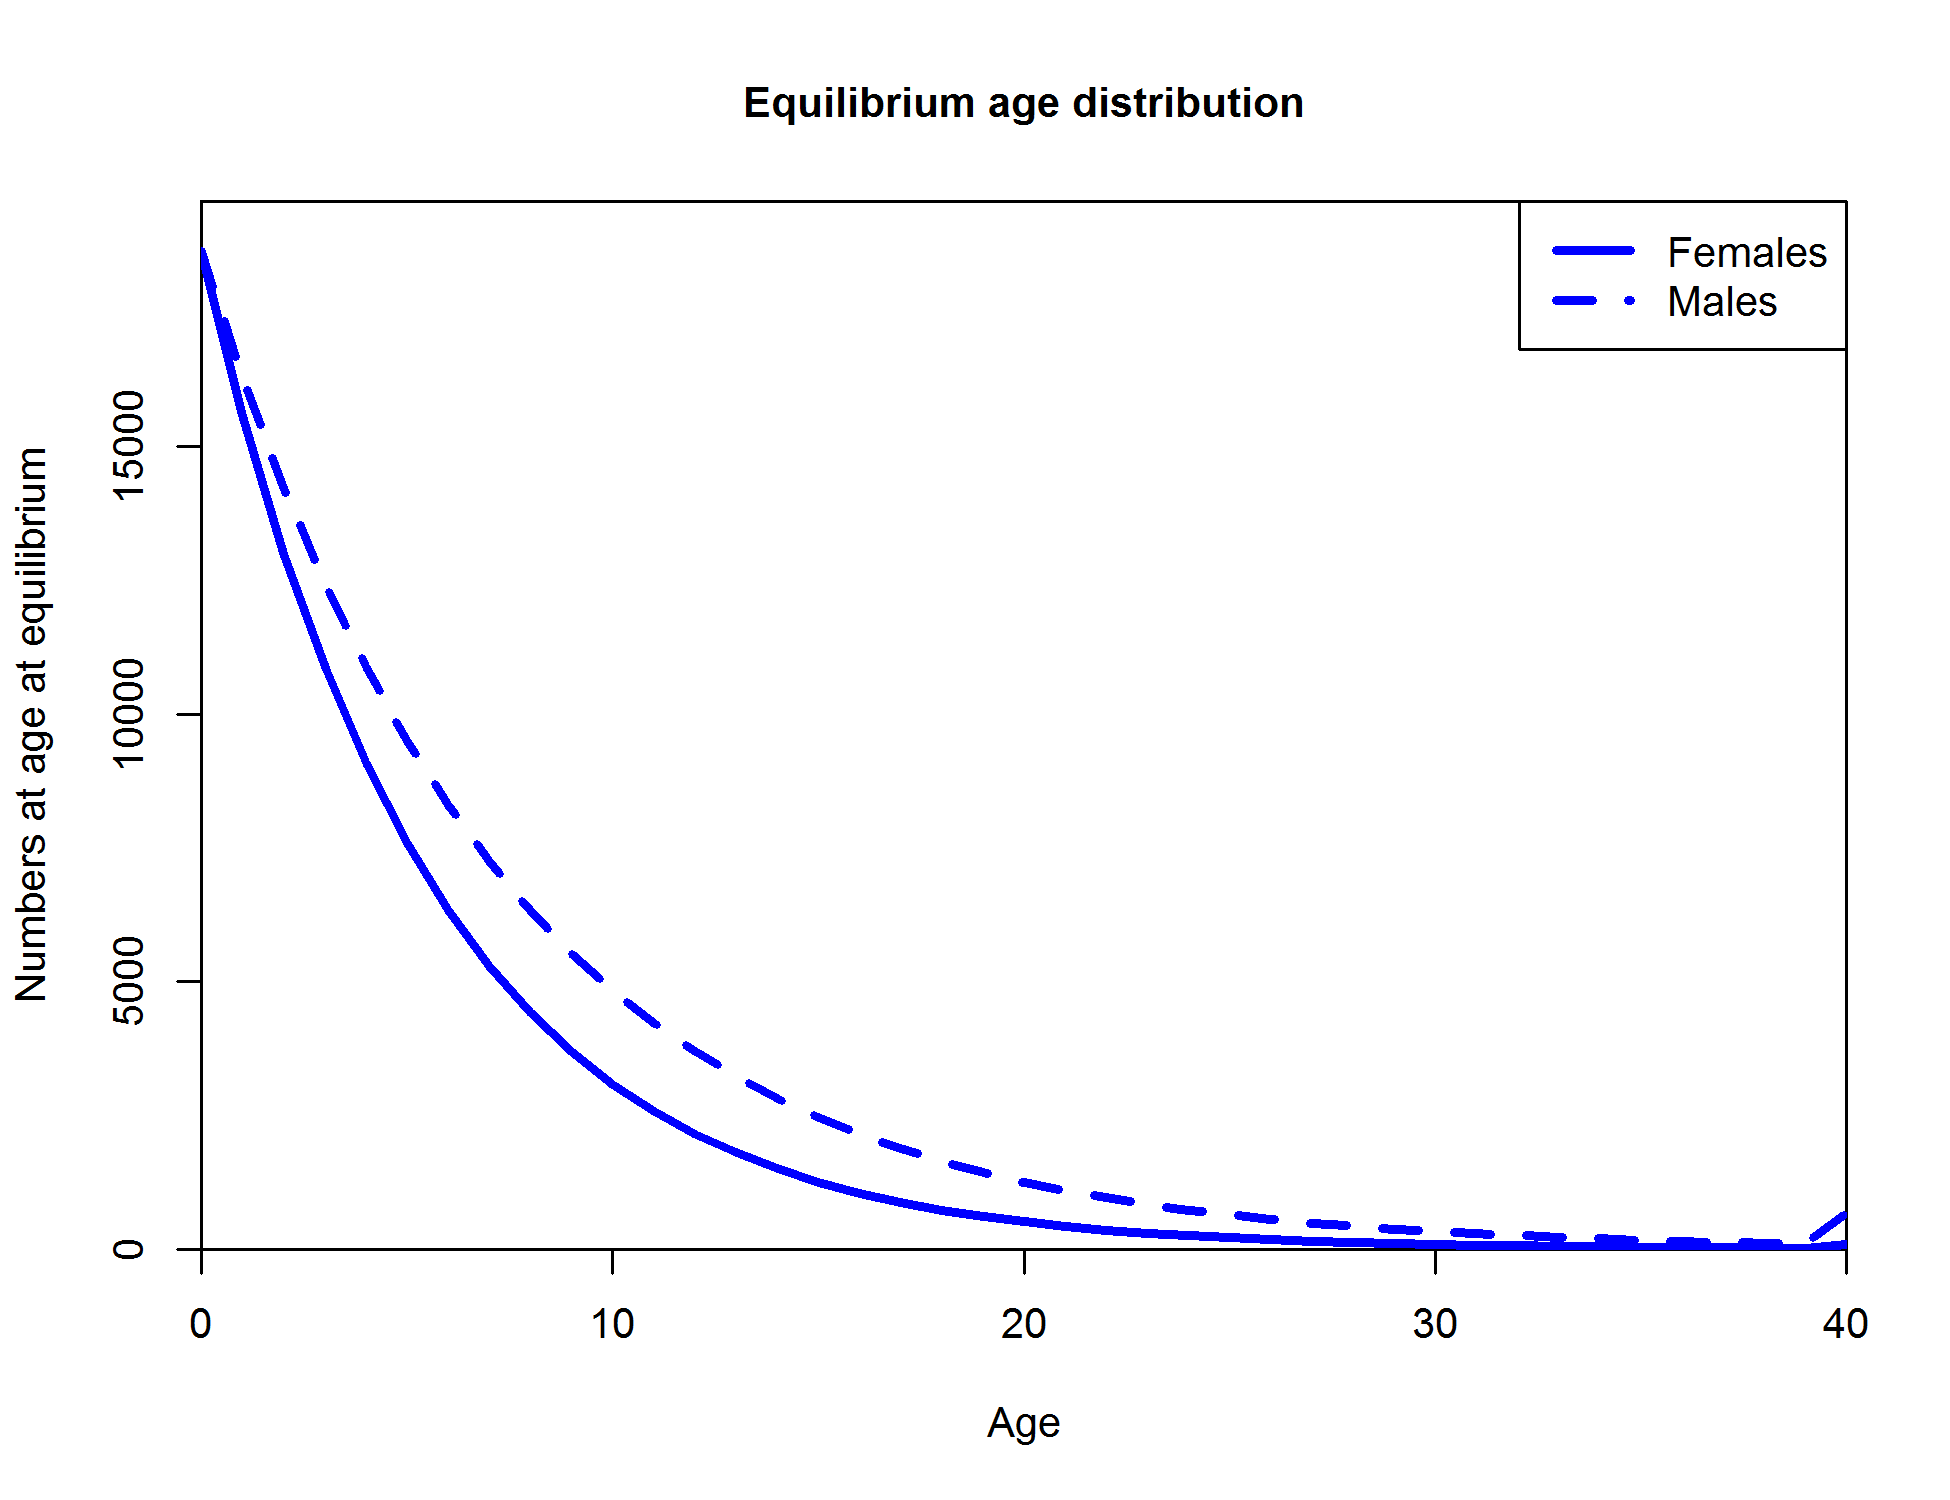 Equilibrium age distribution
Females
Males
Numbers at age at equilibrium
15000
10000
5000
0
0 10 20 30 40
Age